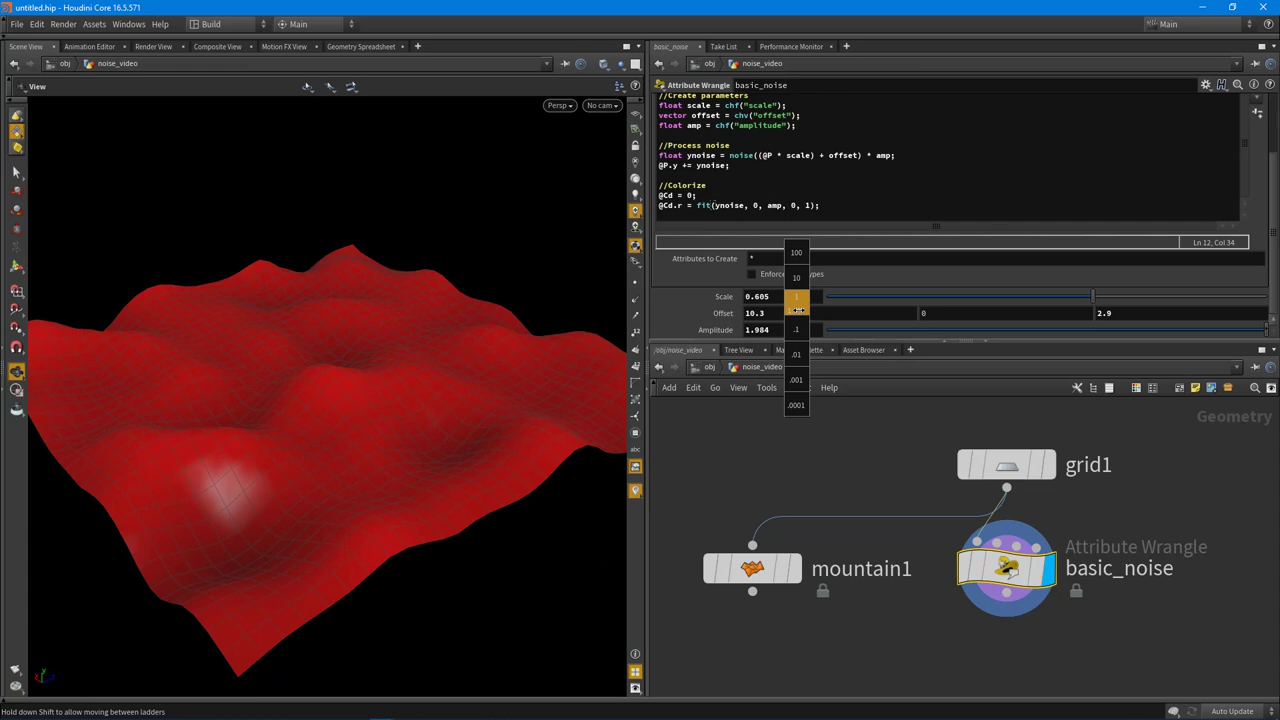 untitled.hip - Houdini Core 16.5.571
File Edit Render Assets Windows Help Build Main Main
Scene View Animation Editor Render View Composite View Motion FX View Geometry Spreadsheet
obj noise_video
View
Persp No cam
abc
Hold down Shift to allow moving between ladders
basic_noise Take List Performance Monitor
obj noise_video
Attribute Wrangle basic_noise
//Create parameters
float scale = chf("scale");
vector offset = chv("offset");
float amp = chf("amplitude");
//Process noise
float ynoise = noise((@P * scale) + offset) * amp;
@P.y += ynoise;
//Colorize
@Cd = 0;
@Cd.r = fit(ynoise, 0, amp, 0, 1);
Ln 12, Col 34
Attributes to Create *
Scale 0.605
Offset 10.3 0 2.9
Amplitude 1.984
100
10
1
.1
.01
.001
.0001
/obj/noise_video Tree View Asset Browser
obj noise_video
Add Edit Go View Tools Help
Geometry
grid1
mountain1
Attribute Wrangle
basic_noise
Auto Update